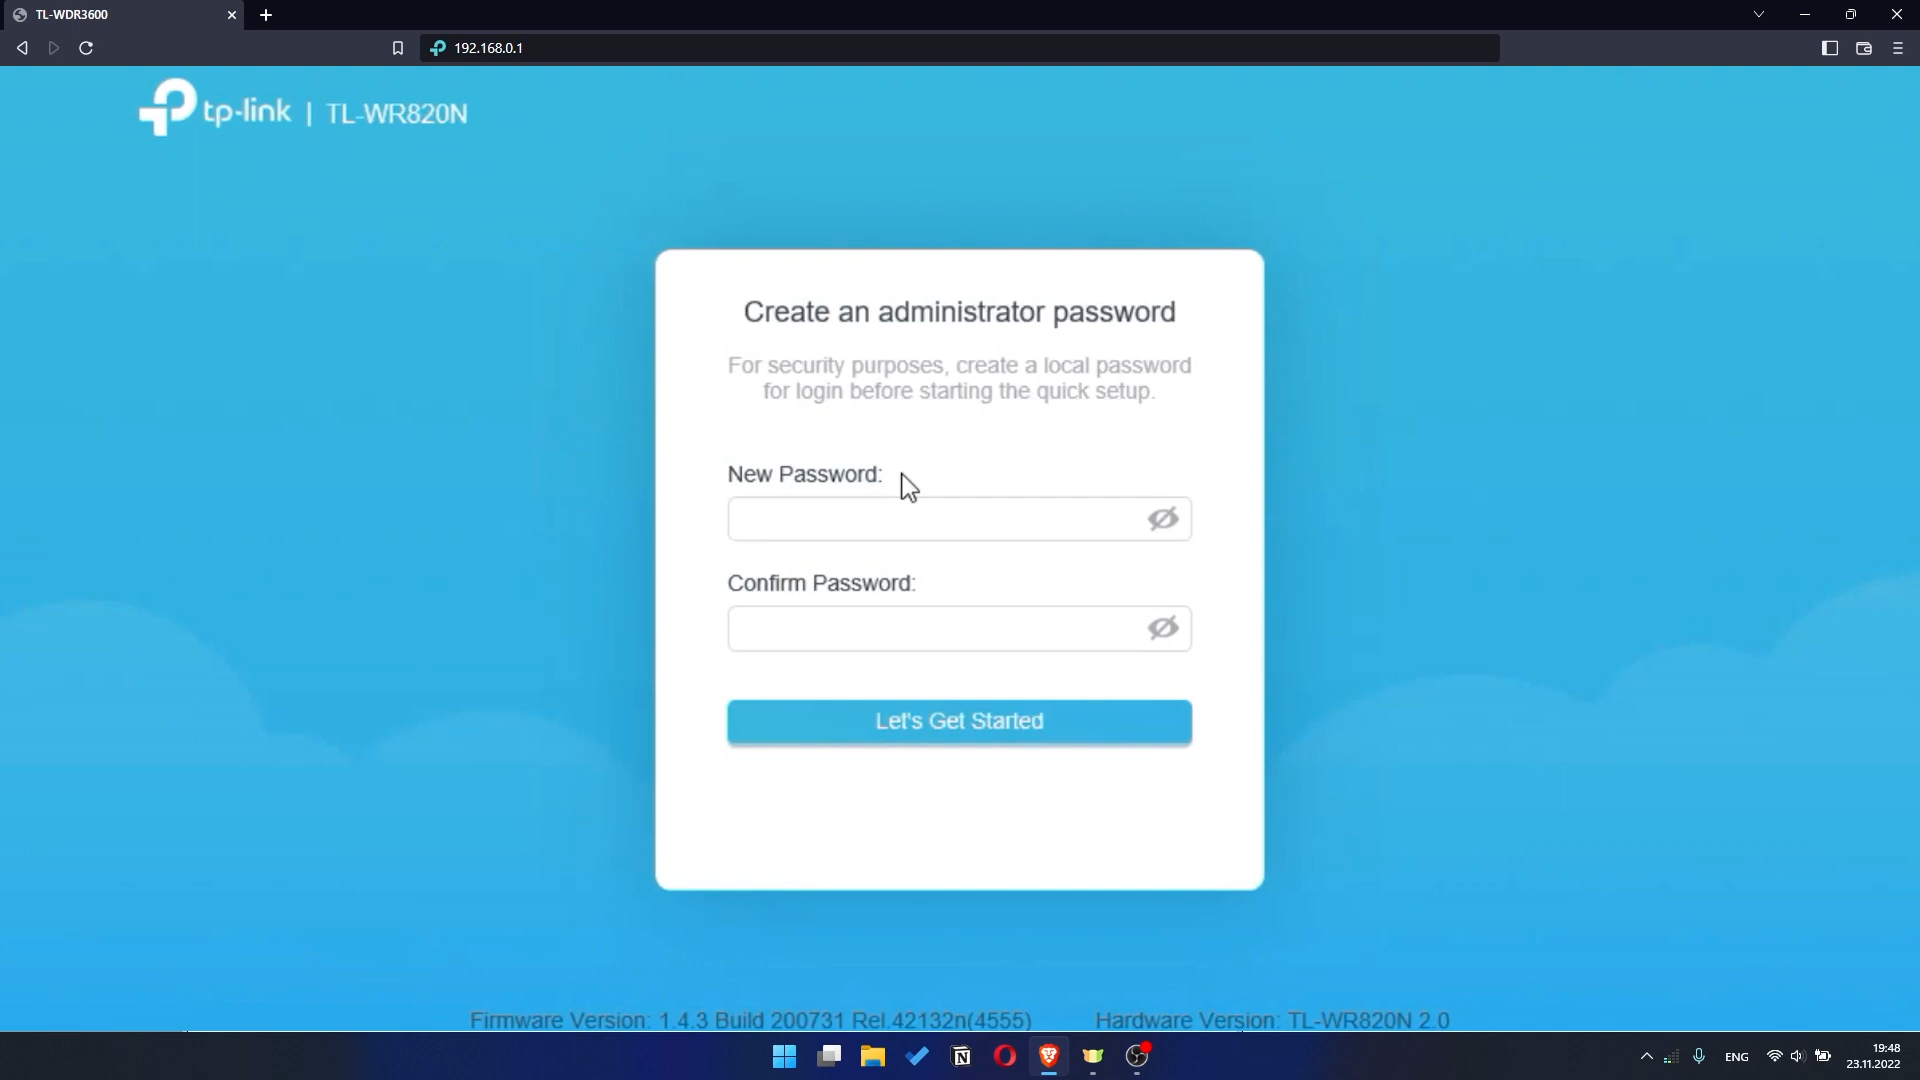 TL-WDR3600
192.168.0.1
tp-link | TL-WR820N
Create an administrator password
For security purposes, create a local password
for login before starting the quick setup.
New Password:
Confirm Password:
Let's Get Started
Firmware Version: 1.4.3 Build 200731 Rel.42132n(4555)
Hardware Version: TL-WR820N 2.0
ENG
19:48
23.11.2022